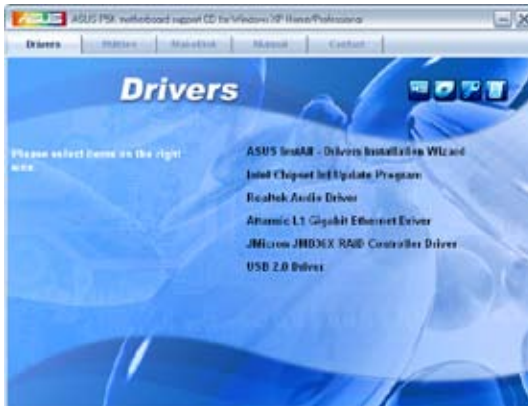 ASUS P5K motherboard support CD for Windows XP Home/Professional
Drivers
Utilities
MakeDisk
Manual
Contact
Drivers
Please select items on the right
ASUS InstAll - Drivers Installation Wizard
Intel Chipset Inf Update Program
Realtek Audio Driver
Attansic L1 Gigabit Ethernet Driver
JMicron JMB36X RAID Controller Driver
USB 2.0 Driver